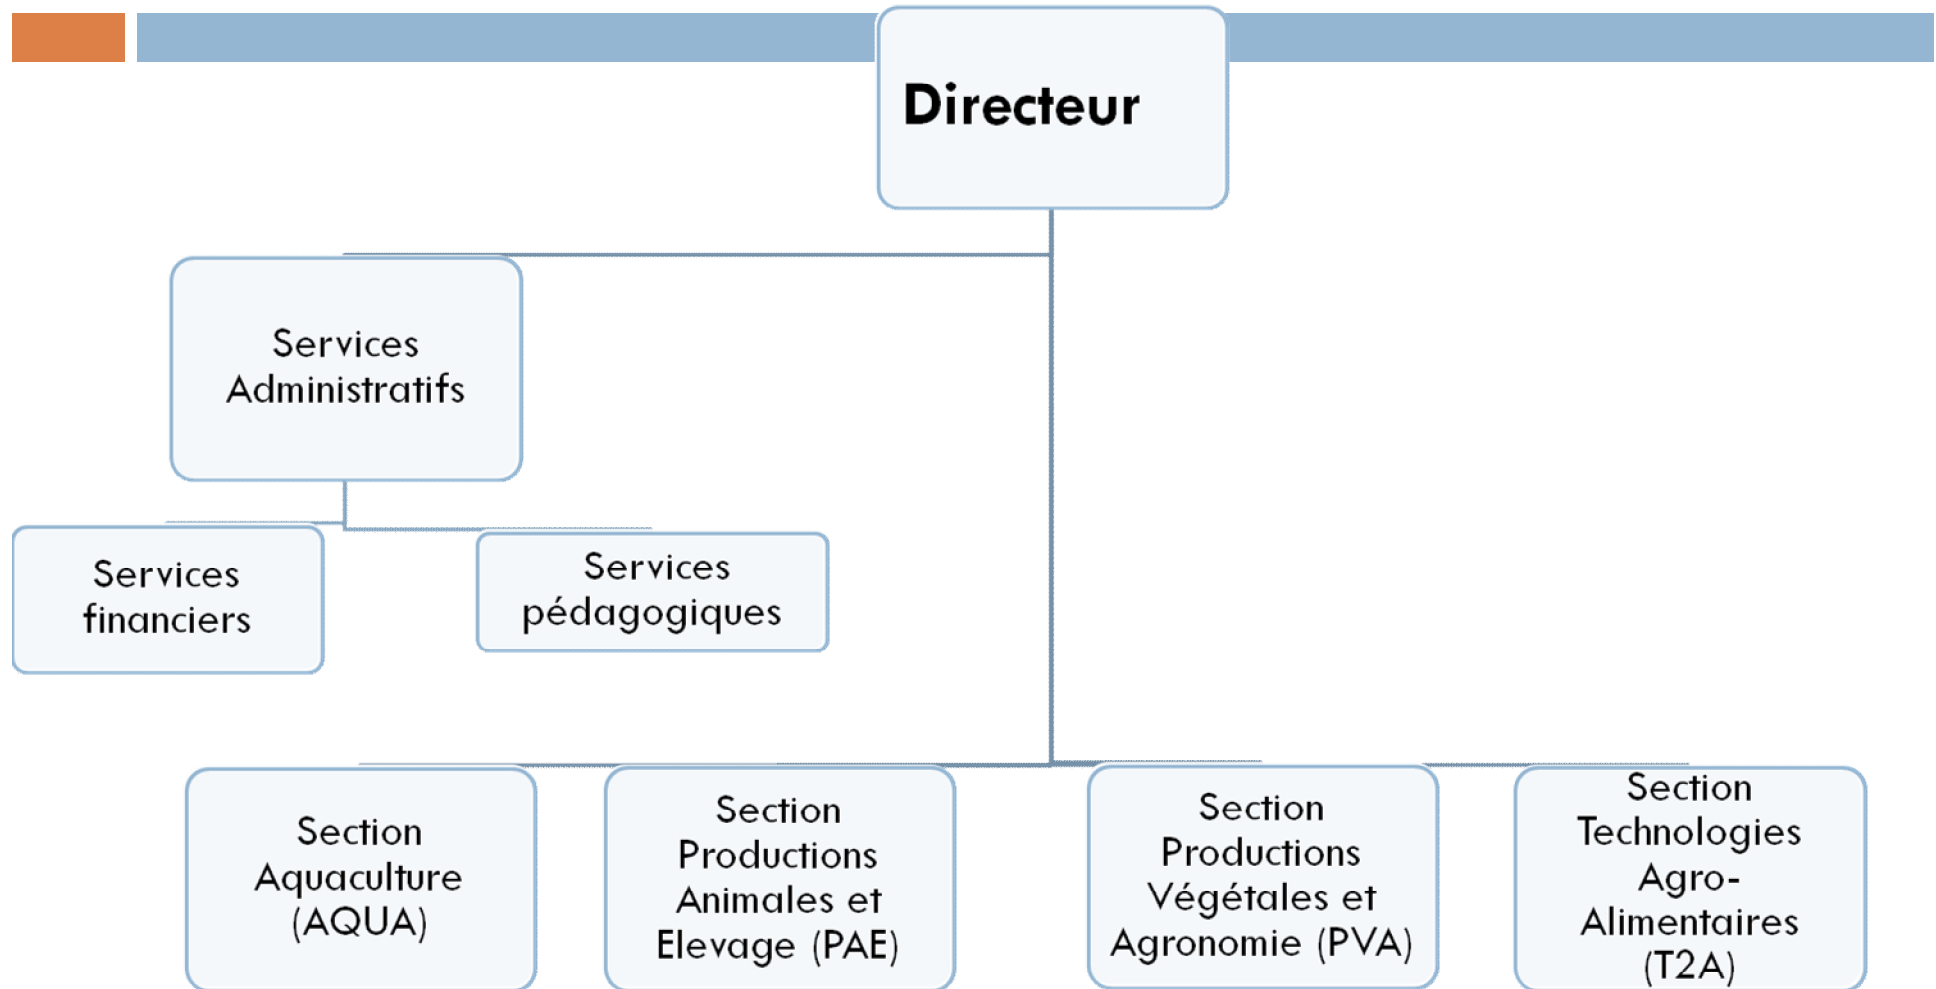 Directeur
Services
Administratifs
Services
financiers
Services
pédagogiques
Section
Aquaculture
(AQUA)
Section
Productions
Animales et
Elevage (PAE)
Section
Productions
Végétales et
Agronomie (PVA)
Section
Technologies
Agro-
Alimentaires
(T2A)